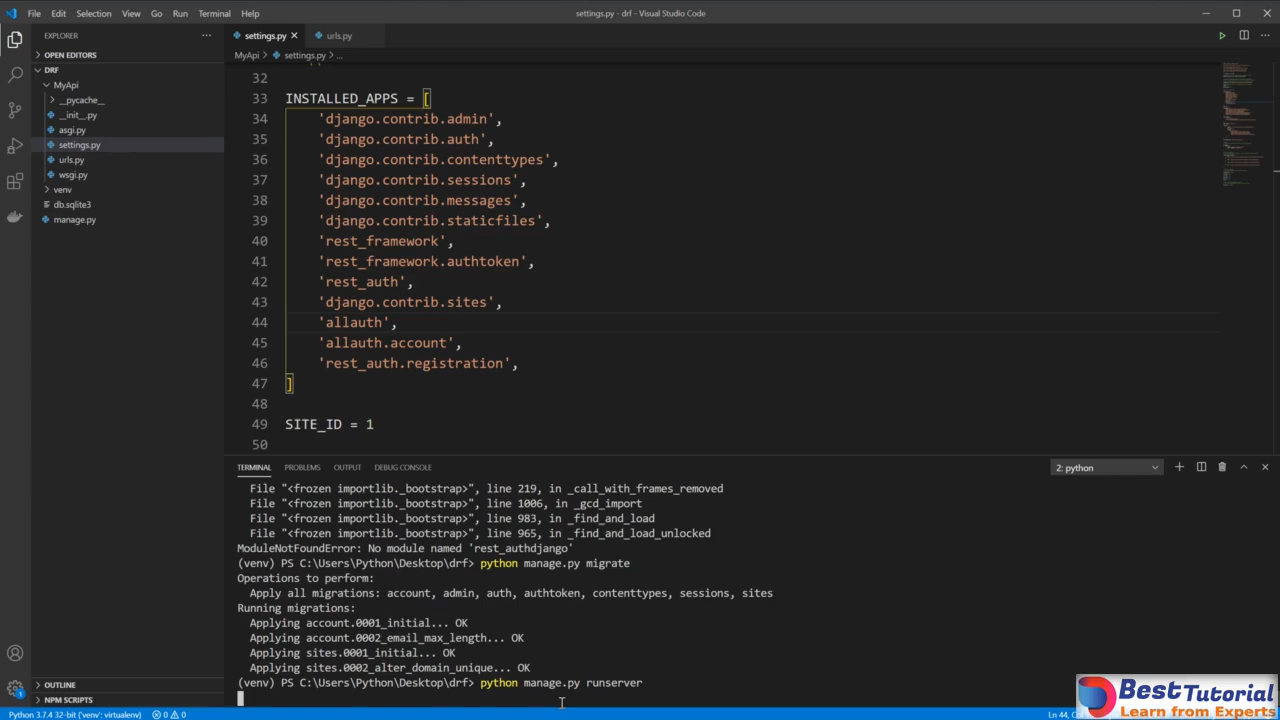 File Edit Selection View Go Run Terminal Help
settings.py - drf - Visual Studio Code
EXPLORER
OPEN EDITORS
DRF
MyApi
__pycache__
__init__.py
asgi.py
settings.py
urls.py
wsgi.py
venv
db.sqlite3
manage.py
OUTLINE
NPM SCRIPTS
settings.py
urls.py
MyApi > settings.py > ...
32
33 INSTALLED_APPS = [
34 'django.contrib.admin',
35 'django.contrib.auth',
36 'django.contrib.contenttypes',
37 'django.contrib.sessions',
38 'django.contrib.messages',
39 'django.contrib.staticfiles',
40 'rest_framework',
41 'rest_framework.authtoken',
42 'rest_auth',
43 'django.contrib.sites',
44 'allauth',
45 'allauth.account',
46 'rest_auth.registration',
47 ]
48
49 SITE_ID = 1
50
TERMINAL PROBLEMS OUTPUT DEBUG CONSOLE
2: python
File "<frozen importlib._bootstrap>", line 219, in _call_with_frames_removed
File "<frozen importlib._bootstrap>", line 1006, in _gcd_import
File "<frozen importlib._bootstrap>", line 983, in _find_and_load
File "<frozen importlib._bootstrap>", line 965, in _find_and_load_unlocked
ModuleNotFoundError: No module named 'rest_authdjango'
(venv) PS C:\Users\Python\Desktop\drf> python manage.py migrate
Operations to perform:
Apply all migrations: account, admin, auth, authtoken, contenttypes, sessions, sites
Running migrations:
Applying account.0001_initial... OK
Applying account.0002_email_max_length... OK
Applying sites.0001_initial... OK
Applying sites.0002_alter_domain_unique... OK
(venv) PS C:\Users\Python\Desktop\drf> python manage.py runserver
1
Python 3.7.4 32-bit ('venv': virtualenv) 0 0
Ln 44,
BestTutorial
Learn from Experts